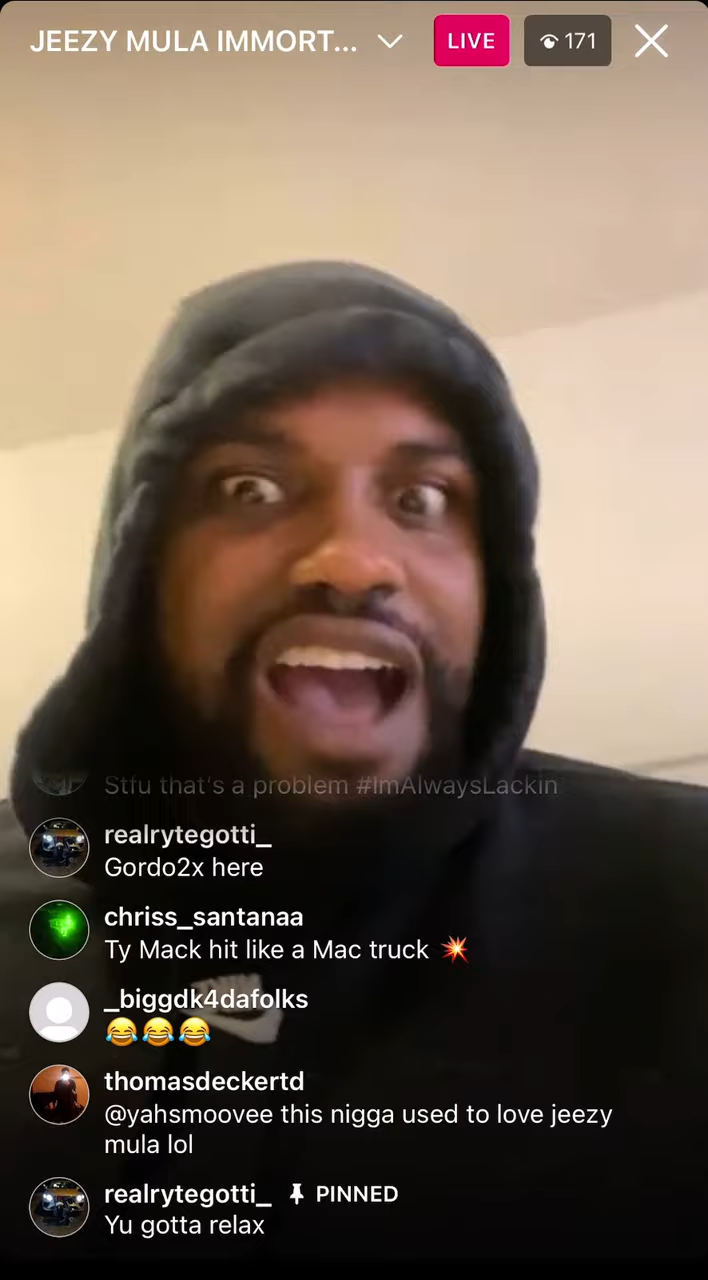 JEEZY MULA IMMORT...
LIVE
171
Stfu that's a problem #ImAlwaysLackin
realrytegotti_
Gordo2x here
chriss_santanaa
Ty Mack hit like a Mac truck 💥
_biggdk4dafolks
😂😂😂
thomasdeckertd
@yahsmoovee this nigga used to love jeezy
mula lol
realrytegotti_ PINNED
Yu gotta relax